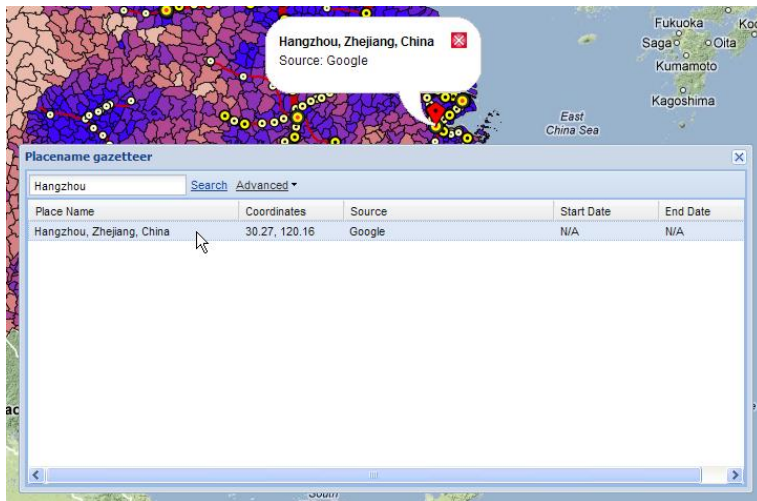 Fukuoka
Saga
Oita
Kumamoto
Kagoshima
East
China Sea
Hangzhou, Zhejiang, China
Source: Google
Placename gazetteer
Hangzhou Search Advanced
Place Name Coordinates Source Start Date End Date
Hangzhou, Zhejiang, China 30.27, 120.16 Google N/A N/A
South